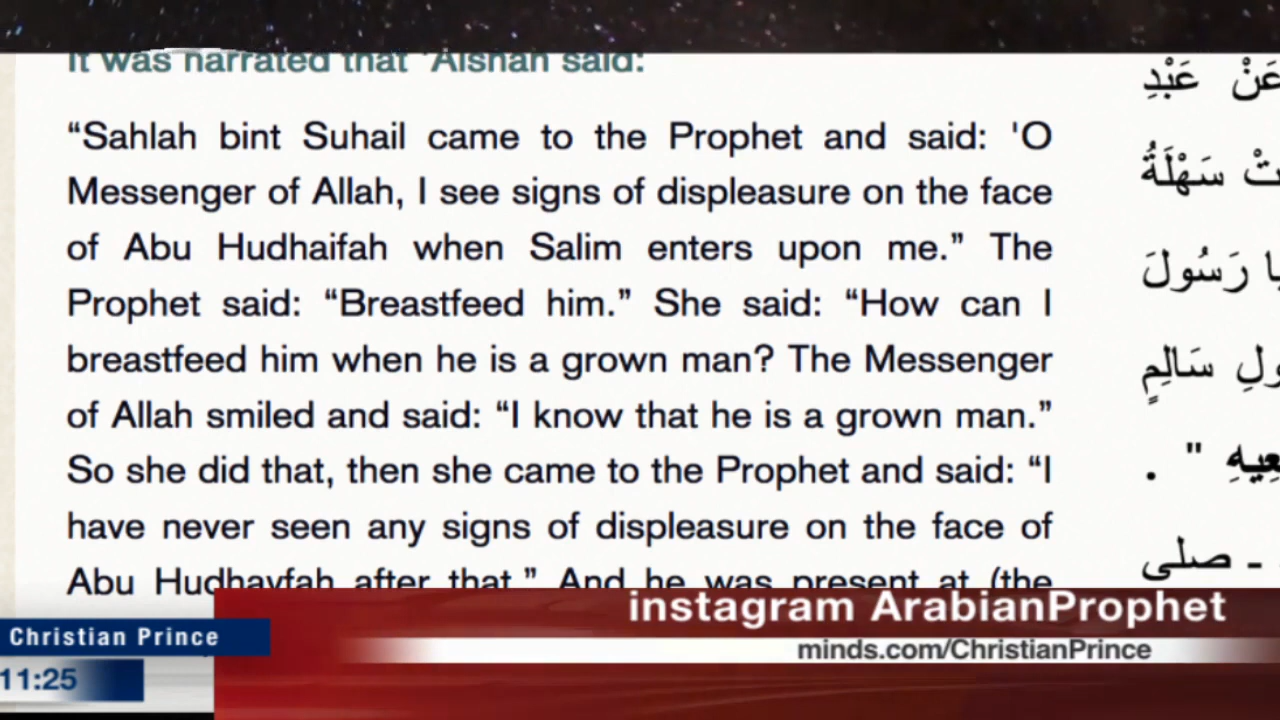 It was narrated that 'Aishah said:
“Sahlah bint Suhail came to the Prophet and said: 'O
Messenger of Allah, I see signs of displeasure on the face
of Abu Hudhaifah when Salim enters upon me.” The
Prophet said: “Breastfeed him.” She said: “How can I
breastfeed him when he is a grown man? The Messenger
of Allah smiled and said: “I know that he is a grown man.”
So she did that, then she came to the Prophet and said: “I
have never seen any signs of displeasure on the face of
Abu Hudhayfah after that.” And he was present at (the
عَنْ عَبْدِ
تْ سَهْلَةُ
يا رَسُولَ
سَالِمٍ
" .
ـ صلى
instagram ArabianProphet
minds.com/ChristianPrince
Christian Prince
11:25